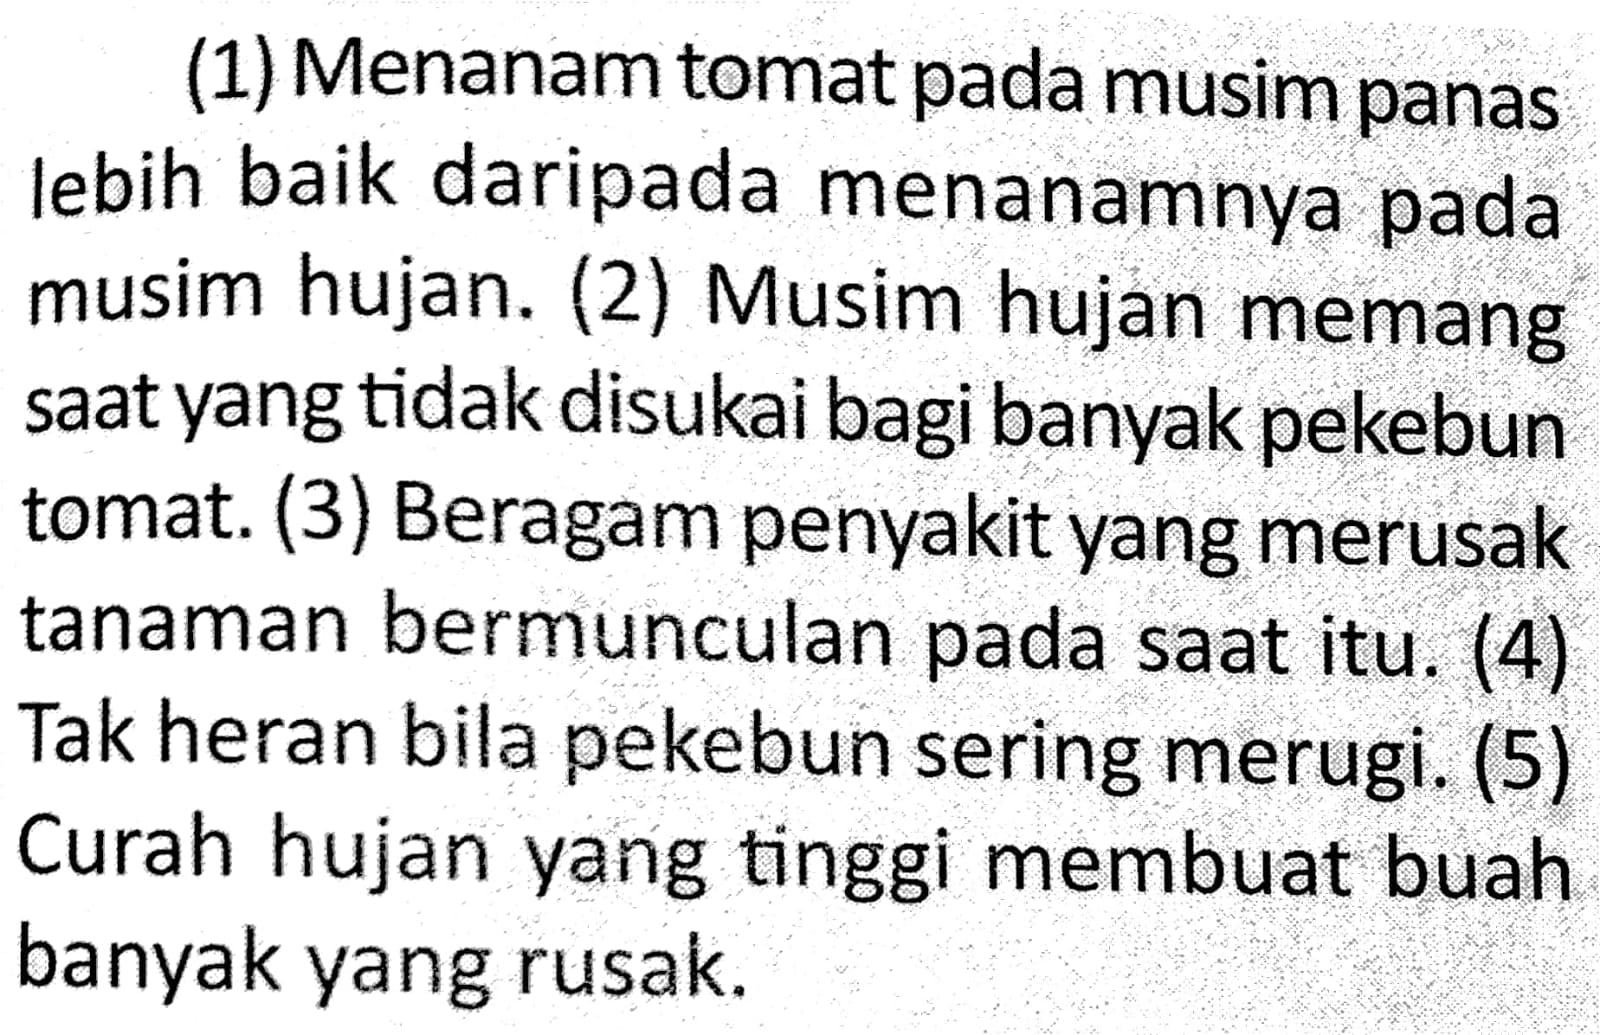 (1) Menanam tomat pada musim panas
lebih baik daripada menanamnya pada
musim hujan. (2) Musim hujan memang
saat yang tidak disukai bagi banyak pekebun
tomat. (3) Beragam penyakit yang merusak
tanaman bermunculan pada saat itu. (4)
Tak heran bila pekebun sering merugi. (5)
Curah hujan yang tinggi membuat buah
banyak yang rusak.